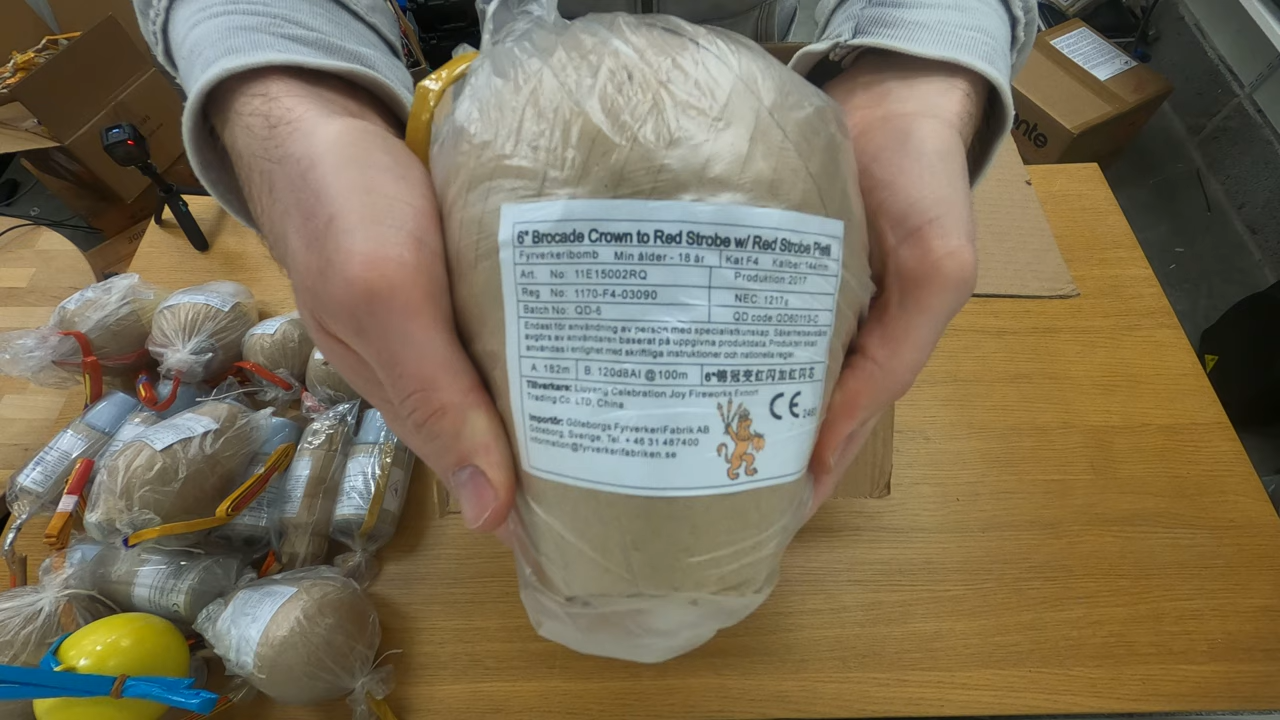 6" Brocade Crown to Red Strobe w/ Red Strobe Pistil
Fyrverkeribomb Min ålder - 18 år Kat F4 Kaliber:144mm
Art. No: 11E15002RQ Produktion:2017
Reg No: 1170-F4-03090 NEC: 1217g
Batch No: QD-6 QD code:QD60113-C
Endast för användning av person med specialistkunskap. Säkerhetsavstånd
avgörs av användaren baserat på uppgivna produktdata. Produkten skall
användas i enlighet med skriftliga instruktioner och nationella regler.
A. 182m B. 120dBAI @100m 6"锦冠变红闪加红闪芯
Tillverkare: Liuyang Celebration Joy Fireworks Export
Trading Co. LTD, China
CE 2460
Importör: Göteborgs FyrverkeriFabrik AB
Göteborg, Sverige, Tel. + 46 31 487400
information@fyrverkerifabriken.se
nte